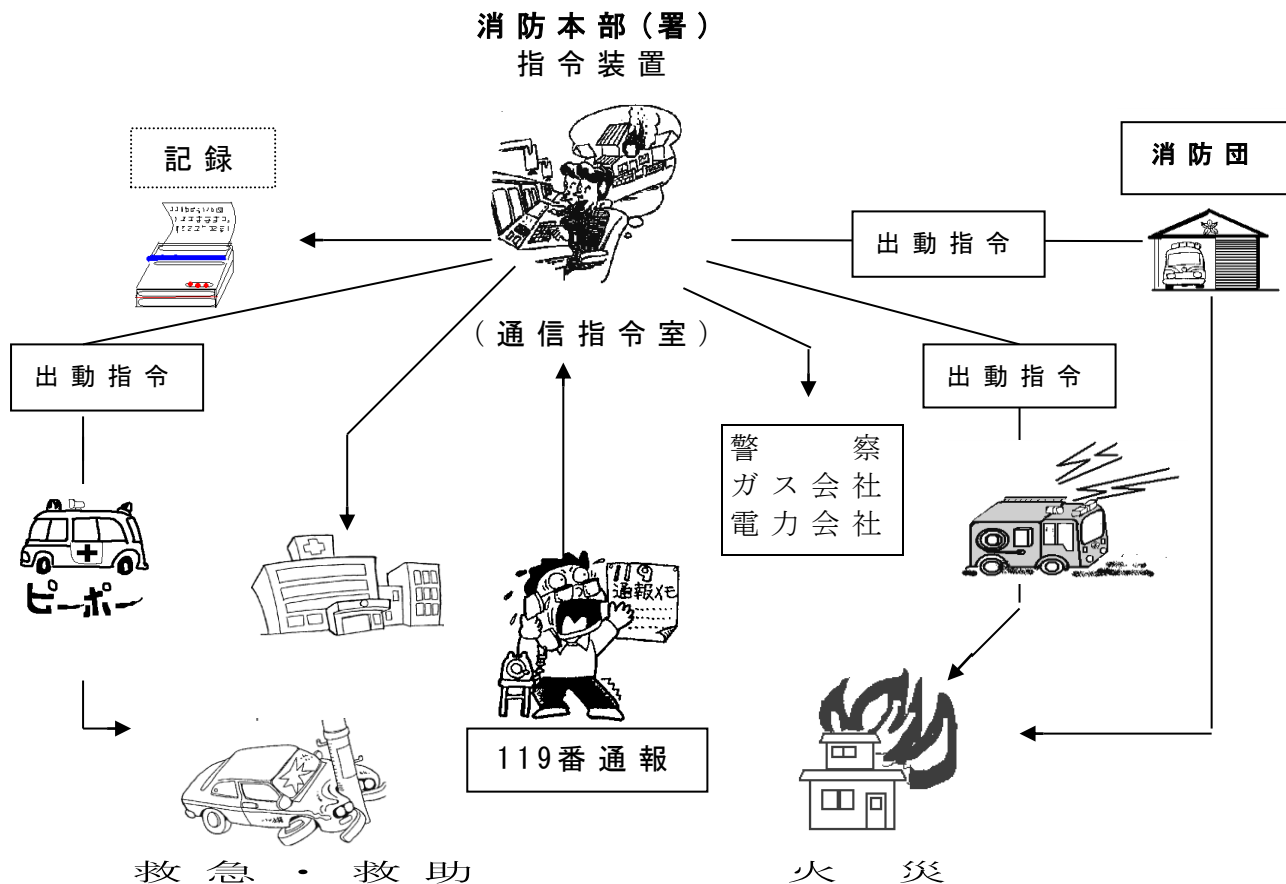 消防本部(署)
指令装置
記録
消防団
出動指令
(通信指令室)
出動指令
出動指令
警察
ガス会社
電力会社
ピーポー
119
通報メモ
119番通報
救急・救助
火災